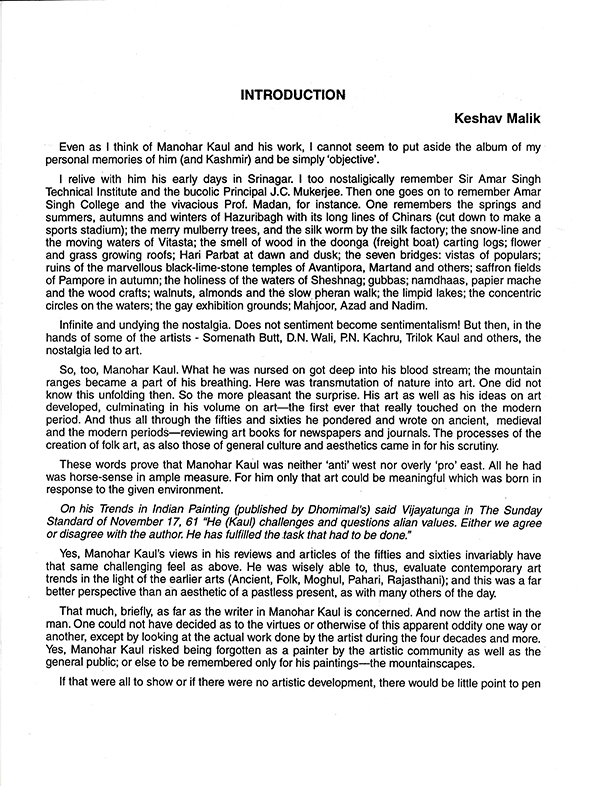 INTRODUCTION
Keshav Malik
Even as I think of Manohar Kaul and his work, I cannot seem to put aside the album of my
personal memories of him (and Kashmir) and be simply 'objective'.
I relive with him his early days in Srinagar. I too nostaligically remember Sir Amar Singh
Technical Institute and the bucolic Principal J.C. Mukerjee. Then one goes on to remember Amar
Singh College and the vivacious Prof. Madan, for instance. One remembers the springs and
summers, autumns and winters of Hazuribagh with its long lines of Chinars (cut down to make a
sports stadium); the merry mulberry trees, and the silk worm by the silk factory; the snow-line and
the moving waters of Vitasta; the smell of wood in the doonga (freight boat) carting logs; flower
and grass growing roofs; Hari Parbat at dawn and dusk; the seven bridges: vistas of populars;
ruins of the marvellous black-lime-stone temples of Avantipora, Martand and others; saffron fields
of Pampore in autumn; the holiness of the waters of Sheshnag; gubbas; namdhaas, papier mache
and the wood crafts; walnuts, almonds and the slow pheran walk; the limpid lakes; the concentric
circles on the waters; the gay exhibition grounds; Mahjoor, Azad and Nadim.
Infinite and undying the nostalgia. Does not sentiment become sentimentalism! But then, in the
hands of some of the artists - Somenath Butt, D.N. Wali, P.N. Kachru, Trilok Kaul and others, the
nostalgia led to art.
So, too, Manohar Kaul. What he was nursed on got deep into his blood stream; the mountain
ranges became a part of his breathing. Here was transmutation of nature into art. One did not
know this unfolding then. So the more pleasant the surprise. His art as well as his ideas on art
developed, culminating in his volume on art—the first ever that really touched on the modern
period. And thus all through the fifties and sixties he pondered and wrote on ancient, medieval
and the modern periods—reviewing art books for newspapers and journals. The processes of the
creation of folk art, as also those of general culture and aesthetics came in for his scrutiny.
These words prove that Manohar Kaul was neither 'anti' west nor overly 'pro' east. All he had
was horse-sense in ample measure. For him only that art could be meaningful which was born in
response to the given environment.
On his Trends in Indian Painting (published by Dhomimal's) said Vijayatunga in The Sunday
Standard of November 17, 61 "He (Kaul) challenges and questions alian values. Either we agree
or disagree with the author. He has fulfilled the task that had to be done."
Yes, Manohar Kaul's views in his reviews and articles of the fifties and sixties invariably have
that same challenging feel as above. He was wisely able to, thus, evaluate contemporary art
trends in the light of the earlier arts (Ancient, Folk, Moghul, Pahari, Rajasthani); and this was a far
better perspective than an aesthetic of a pastless present, as with many others of the day.
That much, briefly, as far as the writer in Manohar Kaul is concerned. And now the artist in the
man. One could not have decided as to the virtues or otherwise of this apparent oddity one way or
another, except by looking at the actual work done by the artist during the four decades and more.
Yes, Manohar Kaul risked being forgotten as a painter by the artistic community as well as the
general public; or else to be remembered only for his paintings—the mountainscapes.
If that were all to show or if there were no artistic development, there would be little point to pen